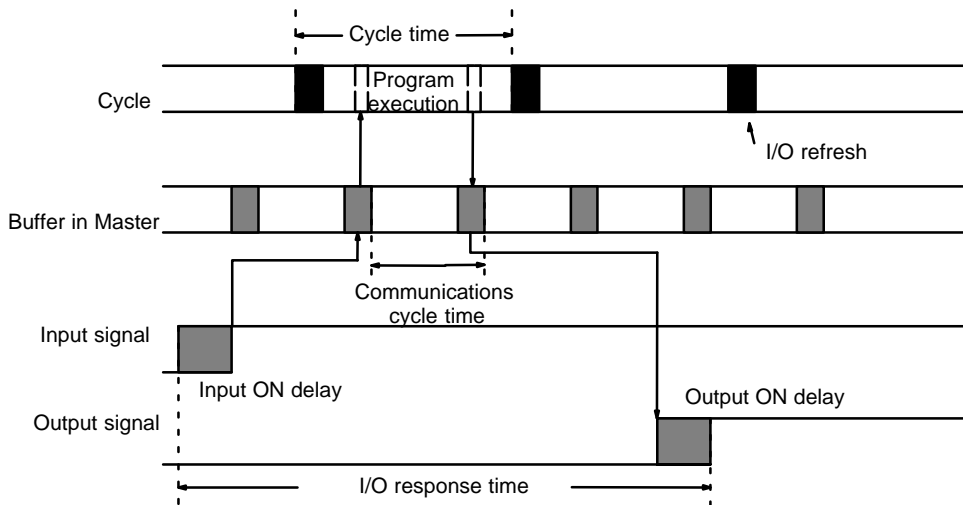 Cycle time
Program
execution
Cycle
I/O refresh
Buffer in Master
Communications
cycle time
Input signal
Input ON delay
Output ON delay
Output signal
I/O response time